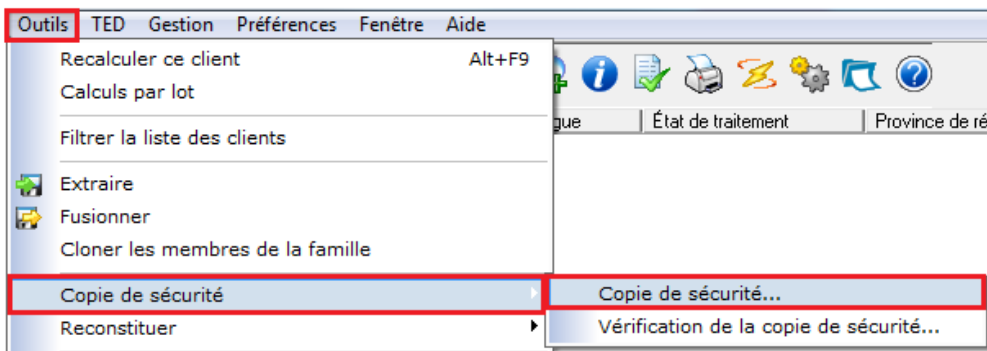 Outils TED Gestion Préférences Fenêtre Aide
Recalculer ce client Alt+F9
Calculs par lot
gue État de traitement Province de ré
Filtrer la liste des clients
Extraire
Fusionner
Cloner les membres de la famille
Copie de sécurité Copie de sécurité...
Reconstituer Vérification de la copie de sécurité...